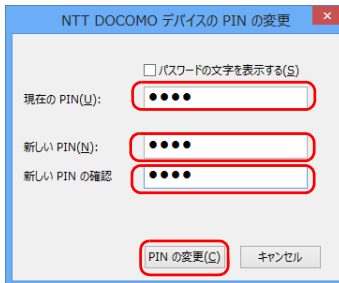 NTT DOCOMO デバイスの PIN の変更
パスワードの文字を表示する(S)
現在の PIN(U): ●●●●
新しい PIN(N): ●●●●
新しい PIN の確認 ●●●●
PIN の変更(C) キャンセル